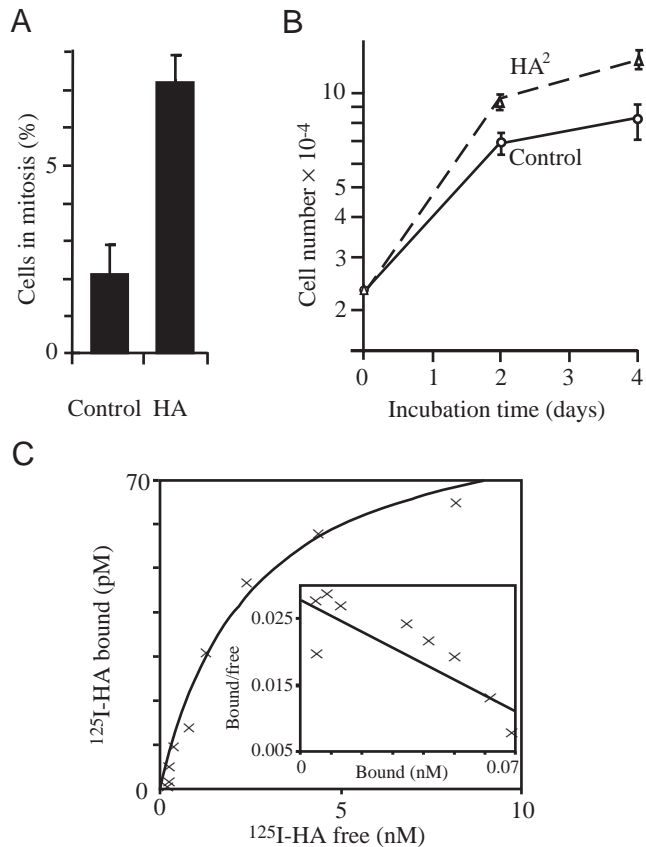 A
Cells in mitosis (%)
5
0
Control HA
B
Cell number × 10⁻⁴
10
5
4
3
2
HA²
Control
0 1 2 3 4
Incubation time (days)
C
¹²⁵I-HA bound (pM)
70
0
0 5 10
¹²⁵I-HA free (nM)
Bound/free
0.025
0.015
0.005
0 0.07
Bound (nM)